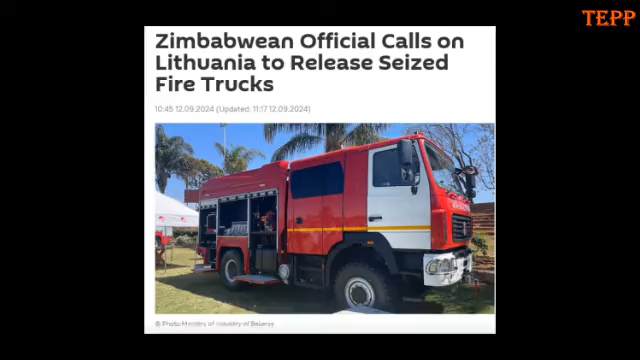 TEPP
Zimbabwean Official Calls on
Lithuania to Release Seized
Fire Trucks
10:45 12.09.2024 (Updated: 11:17 12.09.2024)
© Photo Ministry of Industry of Belarus